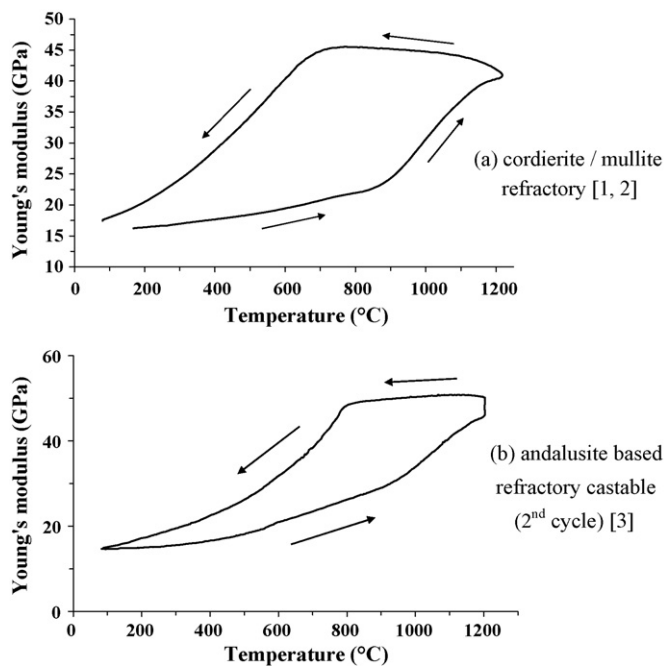 50
45
40
35
30
25
20
15
10
Young's modulus (GPa)
200 400 600 800 1000 1200
Temperature (°C)
(a) cordierite / mullite
refractory [1, 2]
60
40
20
0
Young's modulus (GPa)
0 200 400 600 800 1000 1200
Temperature (°C)
(b) andalusite based
refractory castable
(2nd cycle) [3]